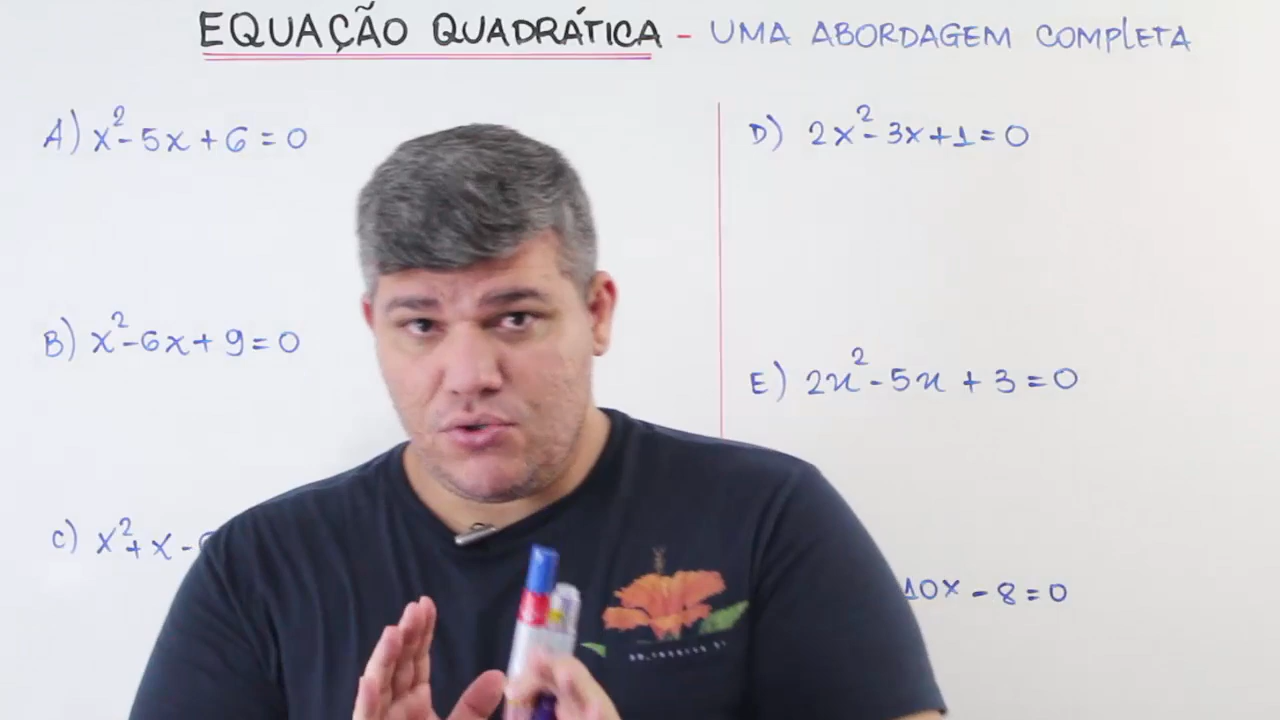 EQUAÇÃO QUADRÁTICA - UMA ABORDAGEM COMPLETA
A) x² - 5x + 6 = 0
B) x² - 6x + 9 = 0
C) x² + x -
D) 2x² - 3x + 1 = 0
E) 2x² - 5x + 3 = 0
10x - 8 = 0